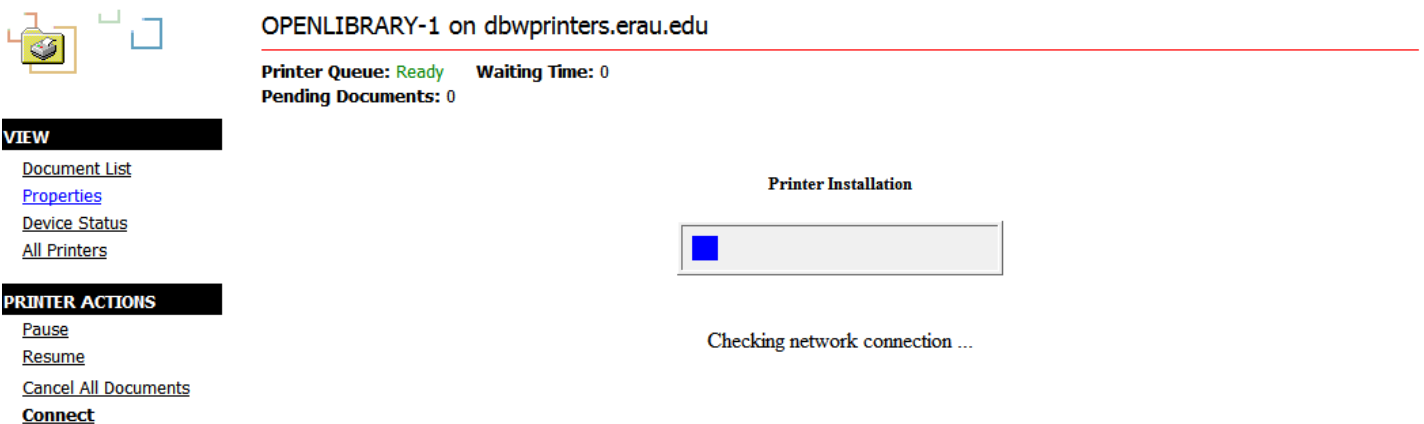 OPENLIBRARY-1 on dbwprinters.erau.edu
Printer Queue: Ready Waiting Time: 0
Pending Documents: 0
VIEW
Document List
Properties
Device Status
All Printers
PRINTER ACTIONS
Pause
Resume
Cancel All Documents
Connect
Printer Installation
Checking network connection ...